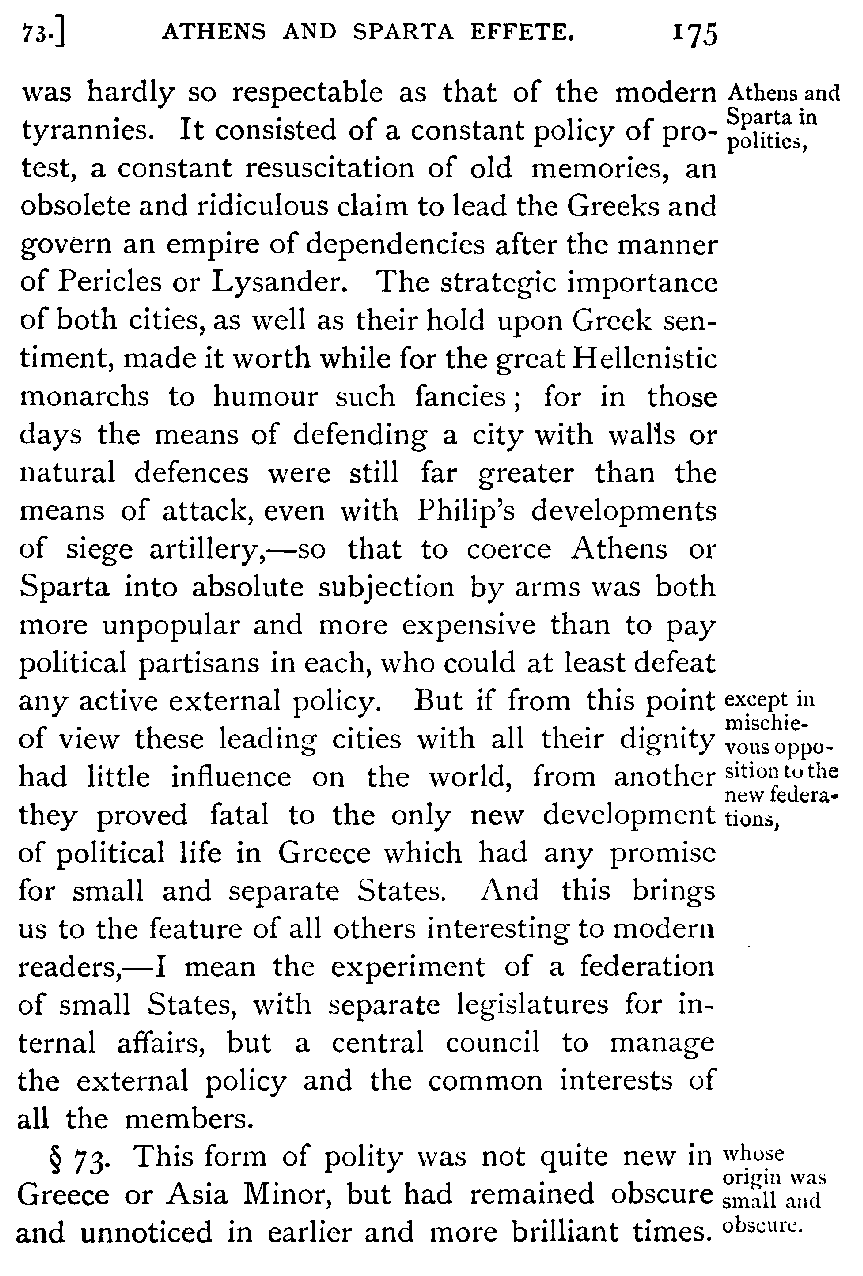 73.] ATHENS AND SPARTA EFFETE. 175
was hardly so respectable as that of the modern
tyrannies. It consisted of a constant policy of pro-
test, a constant resuscitation of old memories, an
obsolete and ridiculous claim to lead the Greeks and
govern an empire of dependencies after the manner
of Pericles or Lysander. The strategic importance
of both cities, as well as their hold upon Greek sen-
timent, made it worth while for the great Hellenistic
monarchs to humour such fancies; for in those
days the means of defending a city with walls or
natural defences were still far greater than the
means of attack, even with Philip's developments
of siege artillery,—so that to coerce Athens or
Sparta into absolute subjection by arms was both
more unpopular and more expensive than to pay
political partisans in each, who could at least defeat
any active external policy. But if from this point
of view these leading cities with all their dignity
had little influence on the world, from another
they proved fatal to the only new development
of political life in Greece which had any promise
for small and separate States. And this brings
us to the feature of all others interesting to modern
readers,—I mean the experiment of a federation
of small States, with separate legislatures for in-
ternal affairs, but a central council to manage
the external policy and the common interests of
all the members.
§ 73. This form of polity was not quite new in
Greece or Asia Minor, but had remained obscure
and unnoticed in earlier and more brilliant times.
Athens and
Sparta in
politics,
except in
mischie-
vous oppo-
sition to the
new federa-
tions,
whose
origin was
small and
obscure.